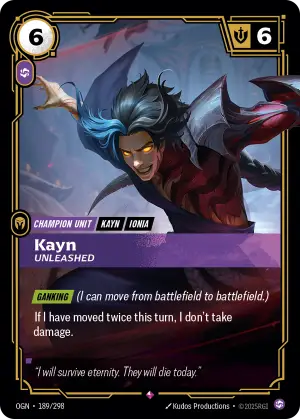 6
6
CHAMPION UNIT KAYN IONIA
Kayn
UNLEASHED
GANKING (I can move from battlefield to battlefield.)
If I have moved twice this turn, I don't take
damage.
"I will survive eternity. They will die today."
OGN • 189/298
Kudos Productions • ©2025RGI